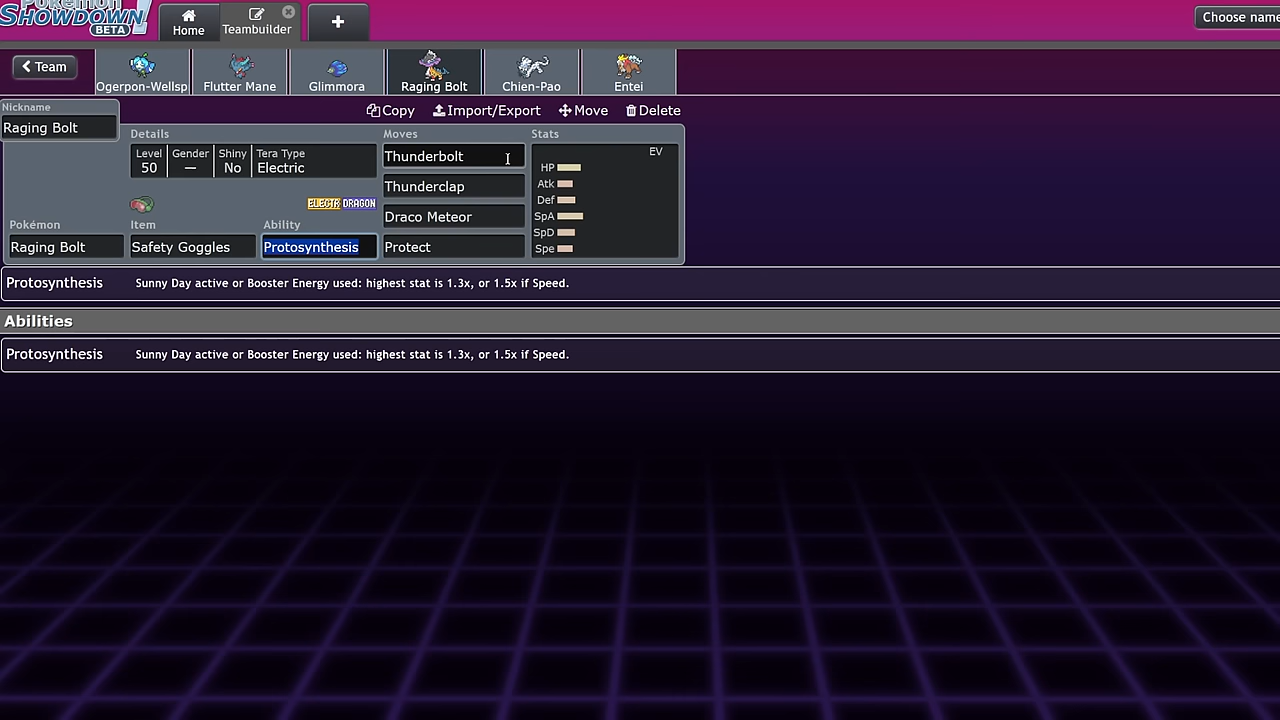 Pokémon
SHOWDOWN!
BETA
Home
Teambuilder
+
Choose name
Team
Ogerpon-Wellsp
Flutter Mane
Glimmora
Raging Bolt
Chien-Pao
Entei
Nickname
Raging Bolt
Copy
Import/Export
Move
Delete
Details
Level
50
Gender
—
Shiny
No
Tera Type
Electric
ELECTR DRAGON
Pokémon
Raging Bolt
Item
Safety Goggles
Ability
Protosynthesis
Moves
Thunderbolt
Thunderclap
Draco Meteor
Protect
Stats
EV
HP
Atk
Def
SpA
SpD
Spe
Protosynthesis Sunny Day active or Booster Energy used: highest stat is 1.3x, or 1.5x if Speed.
Abilities
Protosynthesis Sunny Day active or Booster Energy used: highest stat is 1.3x, or 1.5x if Speed.